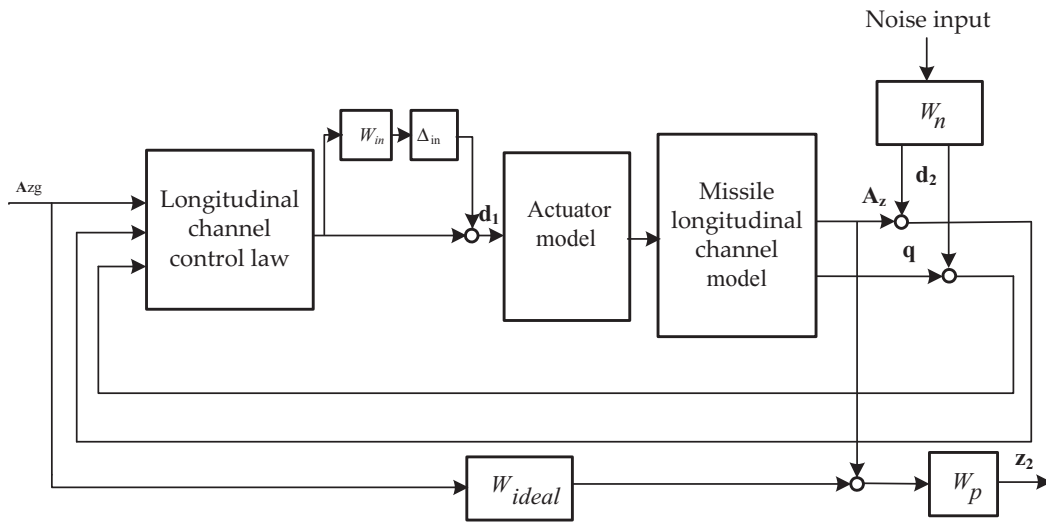 Noise input
W_n
W_in
Δ_in
d_2
Azg
Longitudinal
channel
control law
d_1
Actuator
model
Missile
longitudinal
channel
model
A_z
q
W_ideal
W_p
z_2